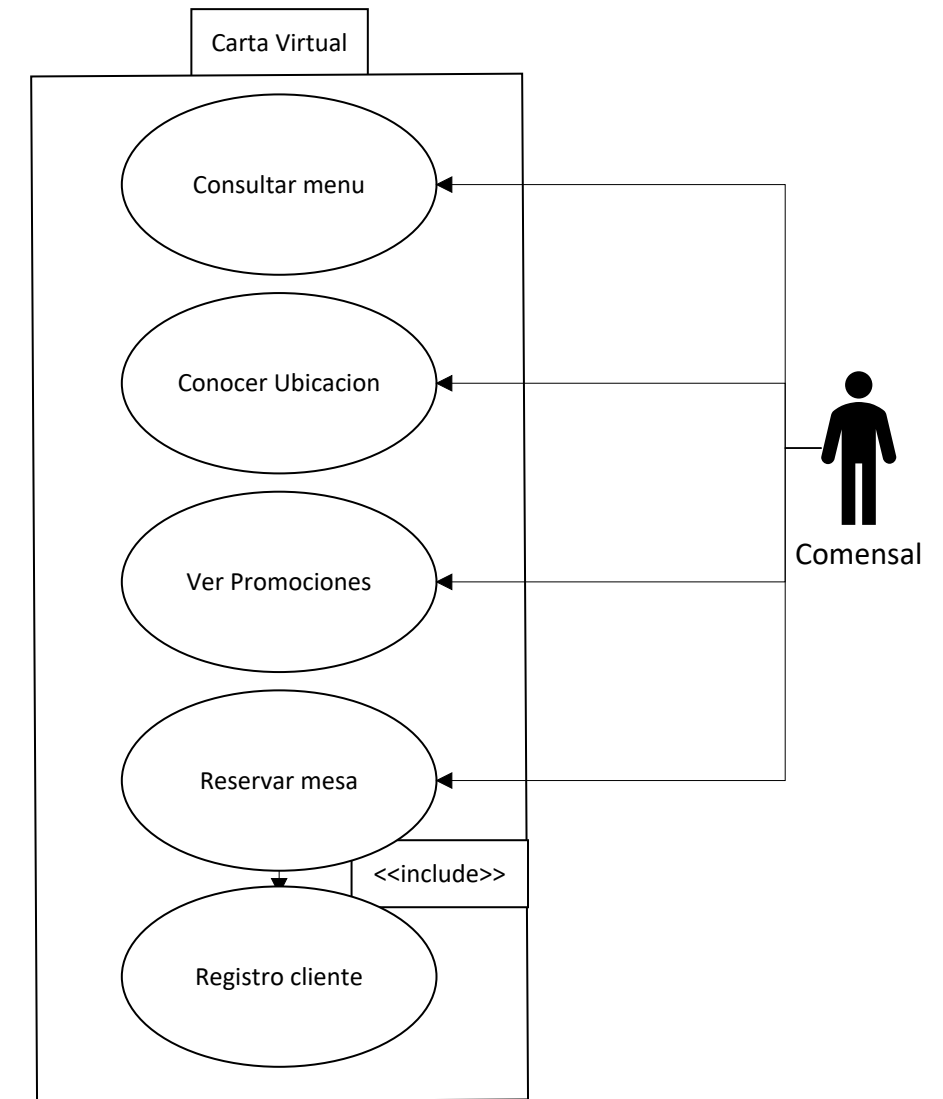 Carta Virtual
Consultar menu
Conocer Ubicacion
Ver Promociones
Comensal
Reservar mesa
<<include>>
Registro cliente